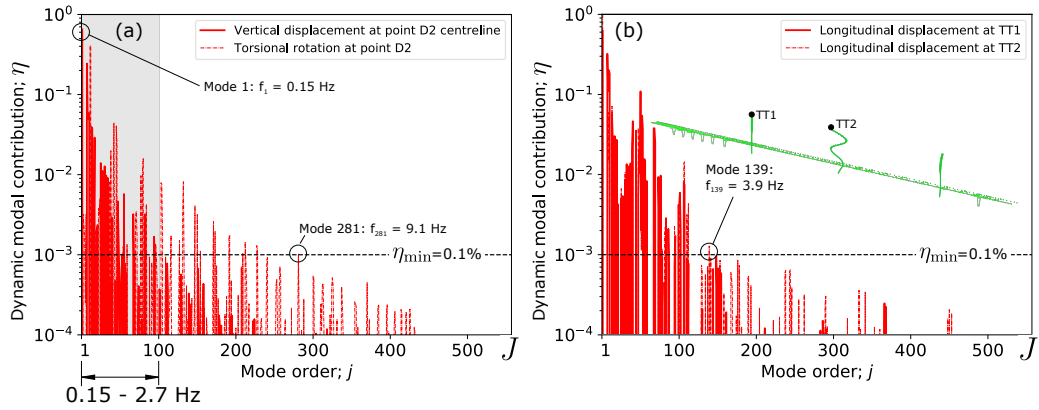 (a)
Vertical displacement at point D2 centreline
Torsional rotation at point D2
Mode 1: f₁ = 0.15 Hz
Mode 281: f₂₈₁ = 9.1 Hz
η_min=0.1%
Dynamic modal contribution; η
10⁰
10⁻¹
10⁻²
10⁻³
10⁻⁴
1 100 200 300 400 500 J
Mode order; j
0.15 - 2.7 Hz
(b)
Longitudinal displacement at TT1
Longitudinal displacement at TT2
TT1
TT2
Mode 139:
f₁₃₉ = 3.9 Hz
η_min=0.1%
Dynamic modal contribution; η
10⁰
10⁻¹
10⁻²
10⁻³
10⁻⁴
1 100 200 300 400 500 J
Mode order; j